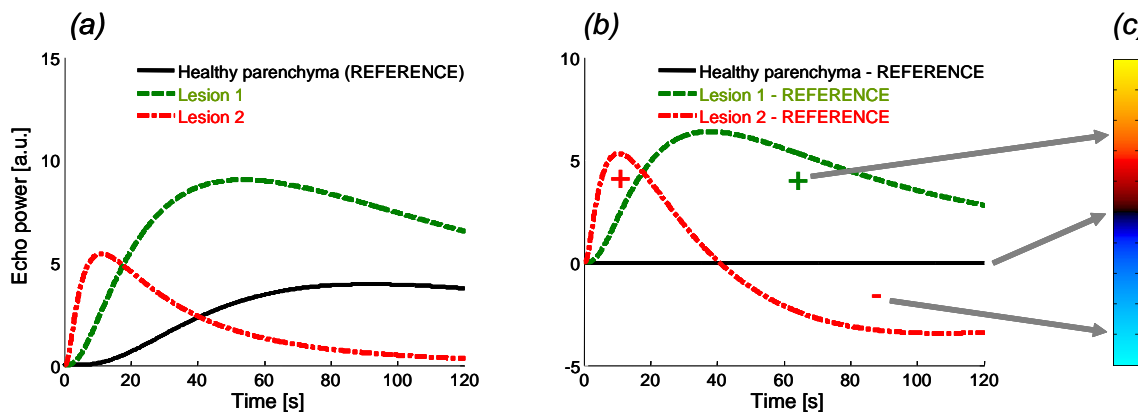 (a)
Echo power [a.u.]
15
10
5
0
Healthy parenchyma (REFERENCE)
Lesion 1
Lesion 2
0 20 40 60 80 100 120
Time [s]
(b)
10
5
0
-5
Healthy parenchyma - REFERENCE
Lesion 1 - REFERENCE
Lesion 2 - REFERENCE
+ +
-
0 20 40 60 80 100 120
Time [s]
(c)